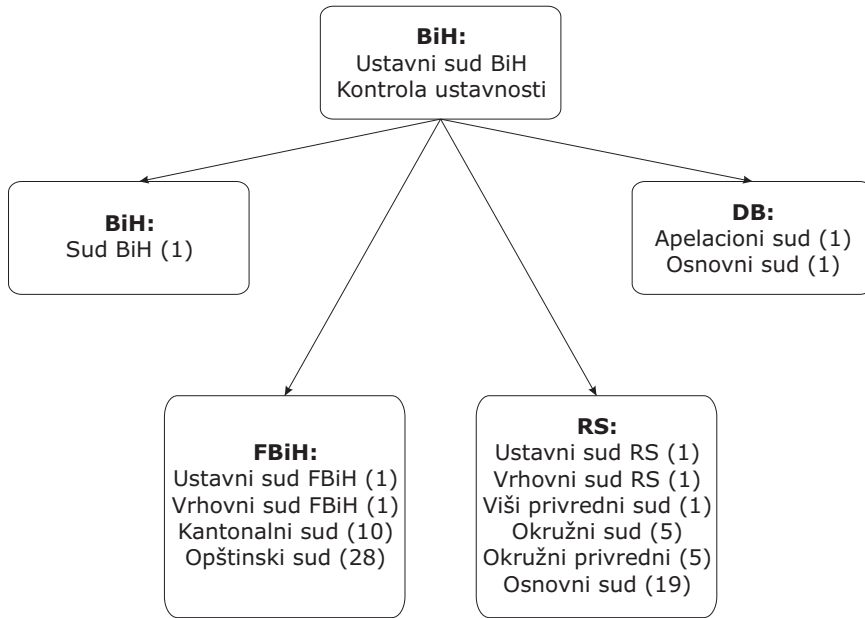 BiH:
Ustavni sud BiH
Kontrola ustavnosti
BiH:
Sud BiH (1)
DB:
Apelacioni sud (1)
Osnovni sud (1)
FBiH:
Ustavni sud FBiH (1)
Vrhovni sud FBiH (1)
Kantonalni sud (10)
Opštinski sud (28)
RS:
Ustavni sud RS (1)
Vrhovni sud RS (1)
Viši privredni sud (1)
Okružni sud (5)
Okružni privredni (5)
Osnovni sud (19)